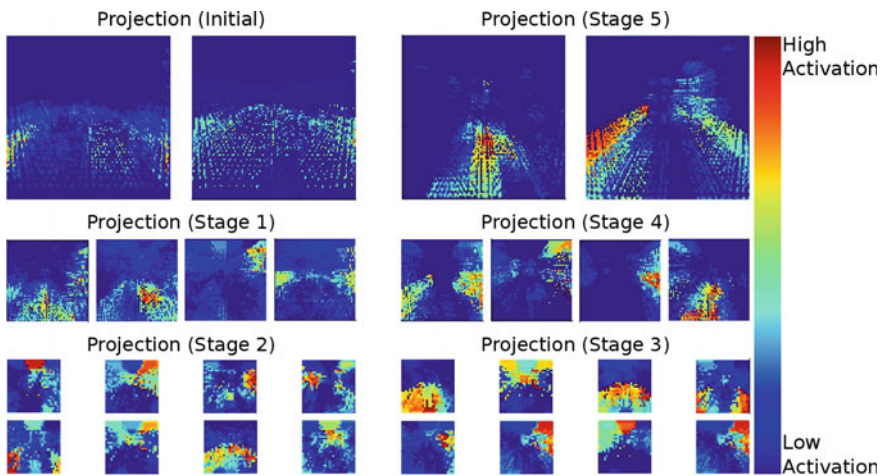 Projection (Initial)
Projection (Stage 5)
High
Activation
Projection (Stage 1)
Projection (Stage 4)
Projection (Stage 2)
Projection (Stage 3)
Low
Activation